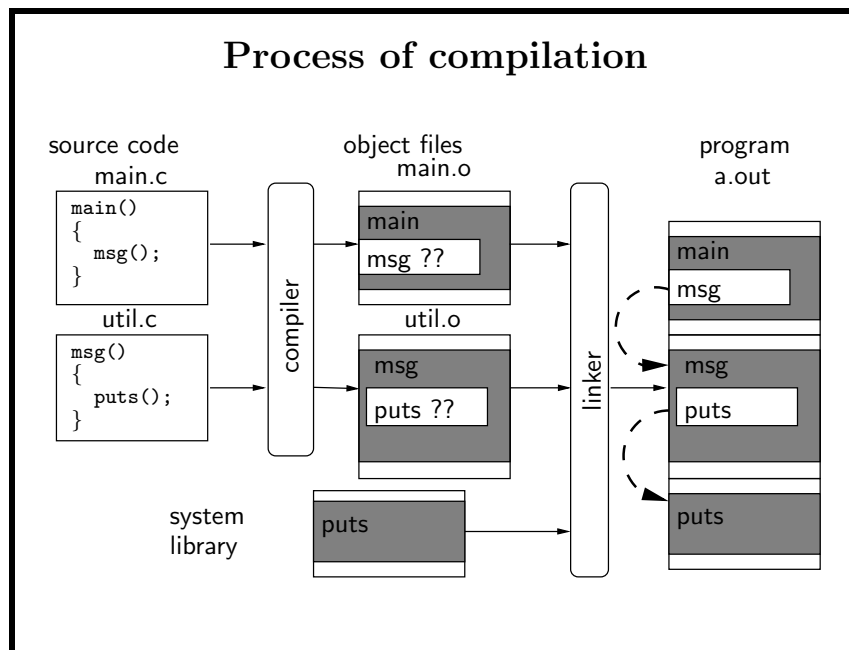 Process of compilation
source code
main.c
main()
{
msg();
}
util.c
msg()
{
puts();
}
compiler
object files
main.o
main
msg ??
util.o
msg
puts ??
system
library
puts
linker
program
a.out
main
msg
msg
puts
puts